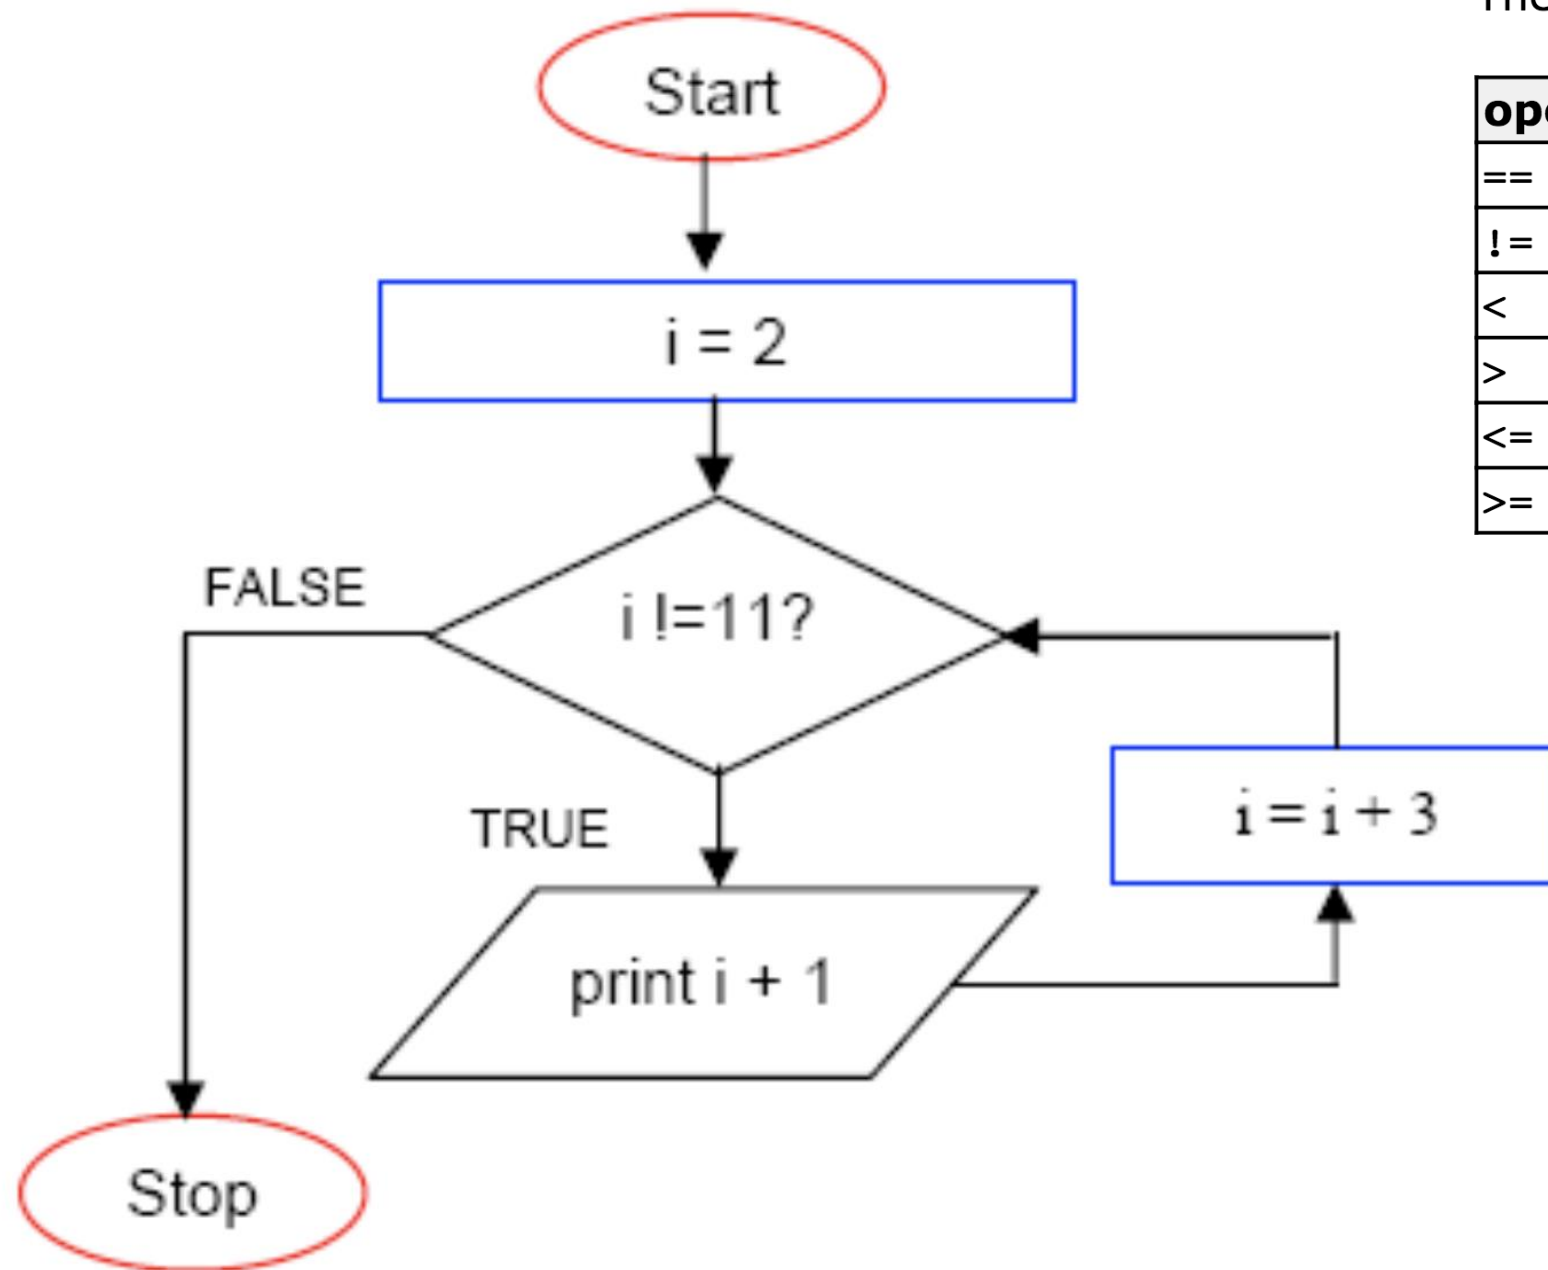 Start
i = 2
i !=11?
FALSE
TRUE
i = i + 3
print i + 1
Stop
==
!=
<
>
<=
>=